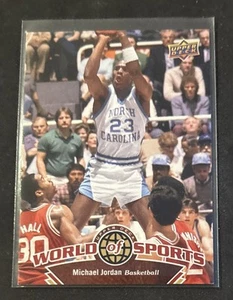 UPPER DECK
NORTH
CAROLINA
23
HALL
30
WORLD of SPORTS
Michael Jordan Basketball